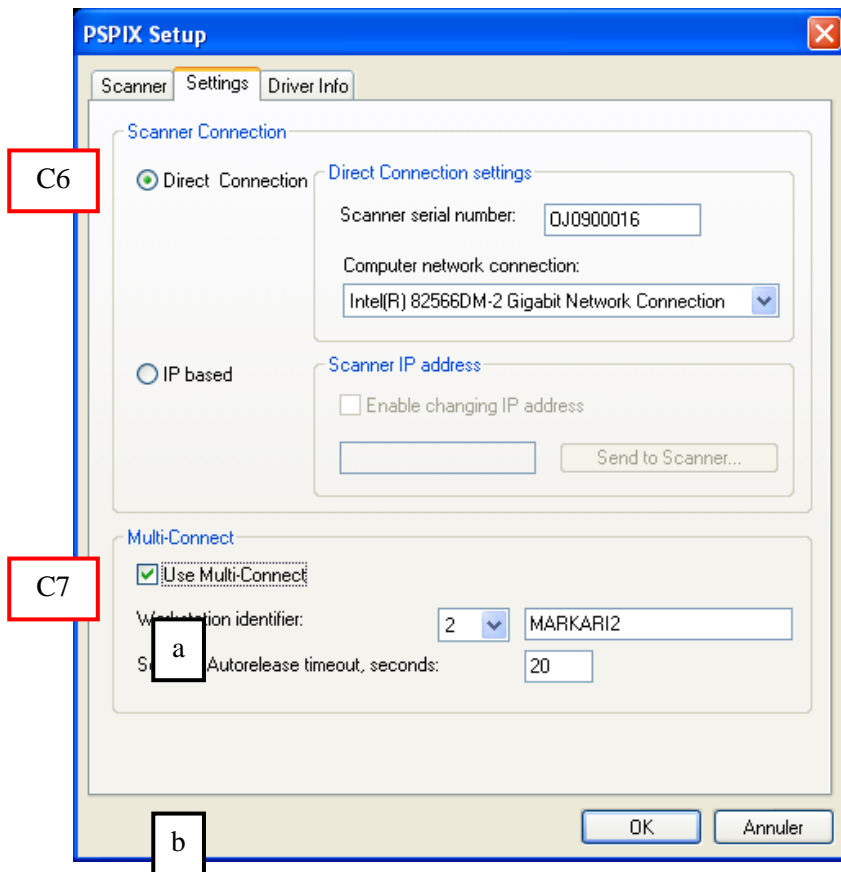 PSPIX Setup
Scanner Settings Driver Info
Scanner Connection
C6
Direct Connection
Direct Connection settings
Scanner serial number: 0J0900016
Computer network connection:
Intel(R) 82566DM-2 Gigabit Network Connection
IP based
Scanner IP address
Enable changing IP address
Send to Scanner...
Multi-Connect
C7
Use Multi-Connect
identifier: 2 MARKARI2
a
Autorelease timeout, seconds: 20
OK Annuler
b